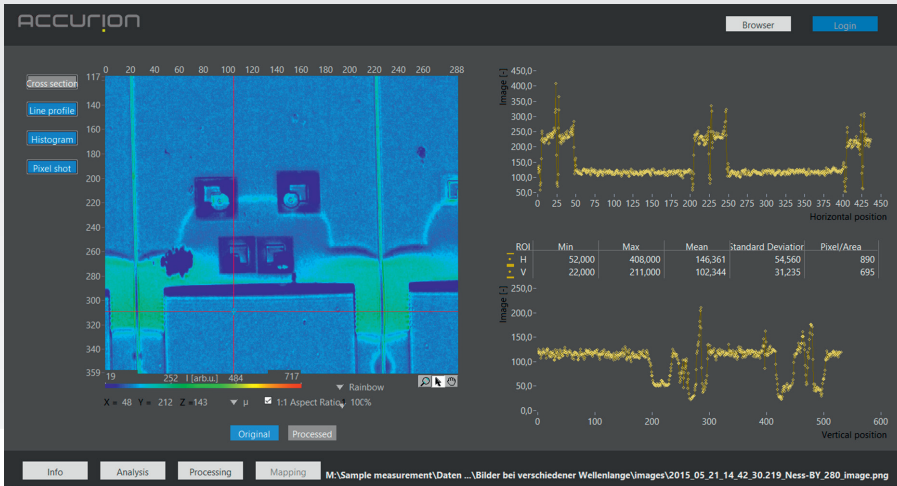 accurion
Browser
Login
Cross section
Line profile
Histogram
Pixel shot
0 20 40 60 80 100 120 140 160 180 200 220 240 260 288
117
140
160
180
200
220
240
260
280
300
320
340
359
19 252 I [arb.u.] 484 717
Rainbow
X = 48 Y = 212 Z =143 µ 1:1 Aspect Ratio 100%
Original Processed
Image [-]
450,0
400,0
350,0
300,0
250,0
200,0
150,0
100,0
50,0
0 25 50 75 100 125 150 175 200 225 250 275 300 325 350 375 400 425 450
Horizontal position
ROI Min Max Mean Standard Deviation Pixel/Area
H 52,000 408,000 146,361 54,560 890
V 22,000 211,000 102,344 31,235 695
Image [-]
250,0
200,0
150,0
100,0
50,0
0,0
0 100 200 300 400 500 600
Vertical position
Info Analysis Processing Mapping
M:\Sample measurement\Daten ...\Bilder bei verschiedener Wellenlange\images\2015_05_21_14_42_30.219_Ness-BY_280_image.png